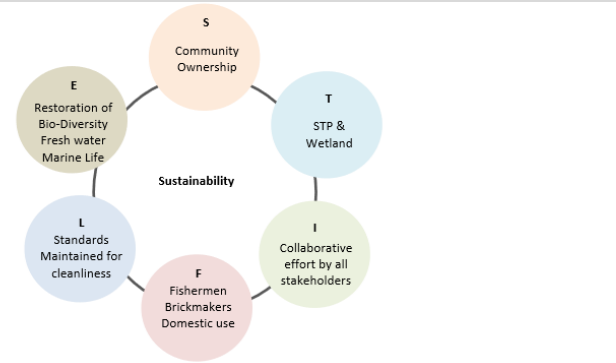 S
Community
Ownership
T
STP &
Wetland
I
Collaborative
effort by all
stakeholders
F
Fishermen
Brickmakers
Domestic use
L
Standards
Maintained for
cleanliness
E
Restoration of
Bio-Diversity
Fresh water
Marine Life
Sustainability